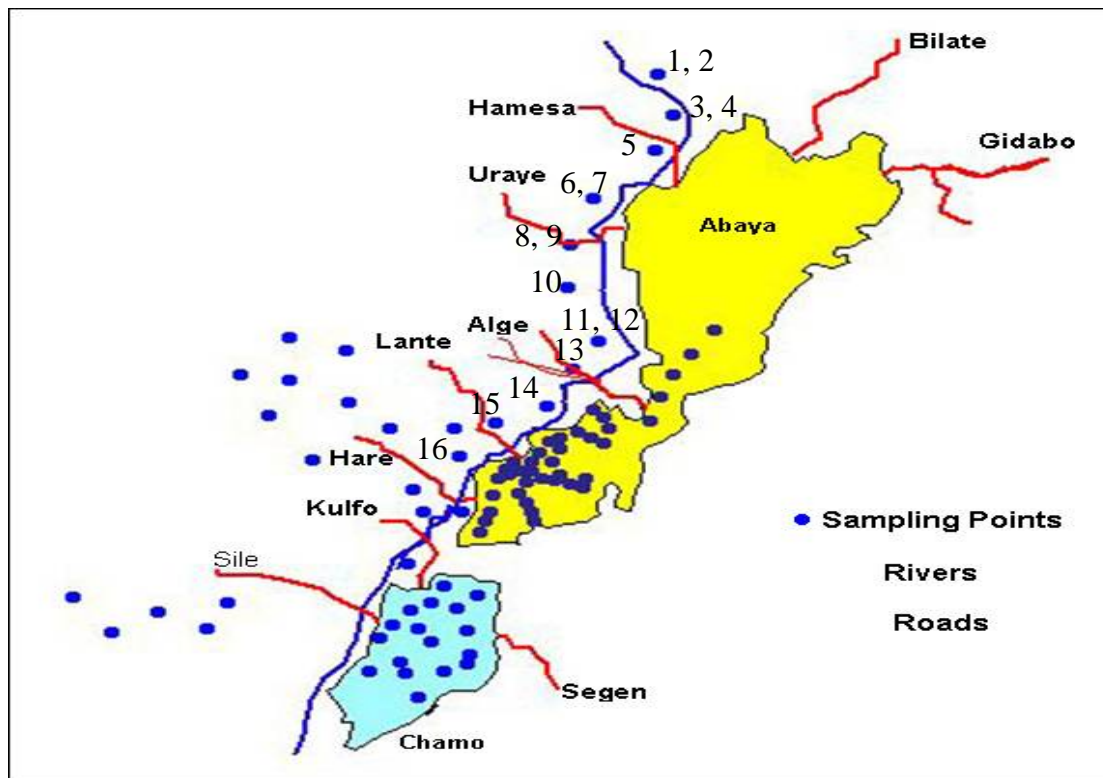 Bilate
1, 2
Hamesa
3, 4
Gidabo
5
Uraye
6, 7
Abaya
8, 9
10
11, 12
Alge
Lante
13
14
15
16
Hare
Kulfo
Sampling Points
Sile
Rivers
Roads
Segen
Chamo